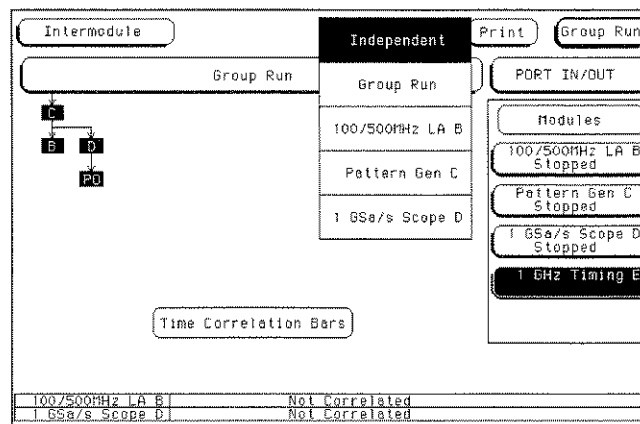 Intermodule
Independent
Print
Group Run
Group Run
Group Run
PORT IN/OUT
C
B D
PO
100/500MHz LA B
Pattern Gen C
1 GSa/s Scope D
Modules
100/500MHz LA B
Stopped
Pattern Gen C
Stopped
1 GSa/s Scope D
Stopped
1 GHz Timing E
Time Correlation Bars
100/500MHz LA B Not Correlated
1 GSa/s Scope D Not Correlated